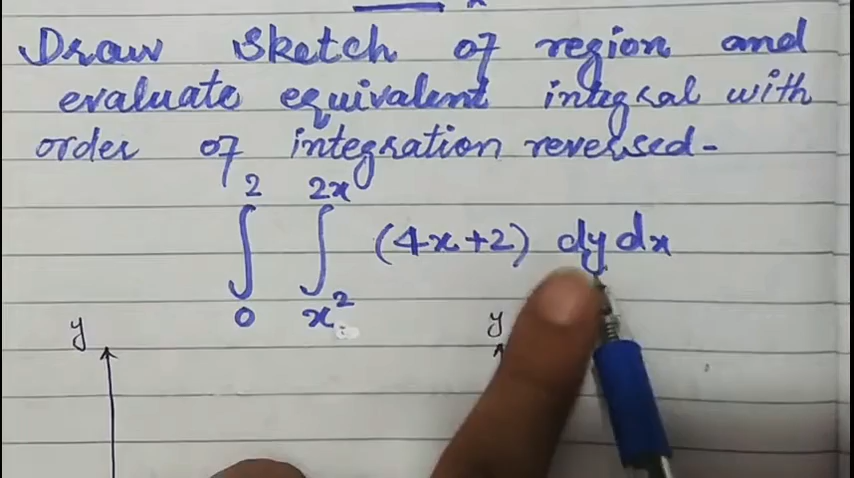 Draw Sketch of region and
evaluate equivalent integral with
order of integration reversed-
∫₀² ∫ₓ²^2x (4x+2) dy dx
y y